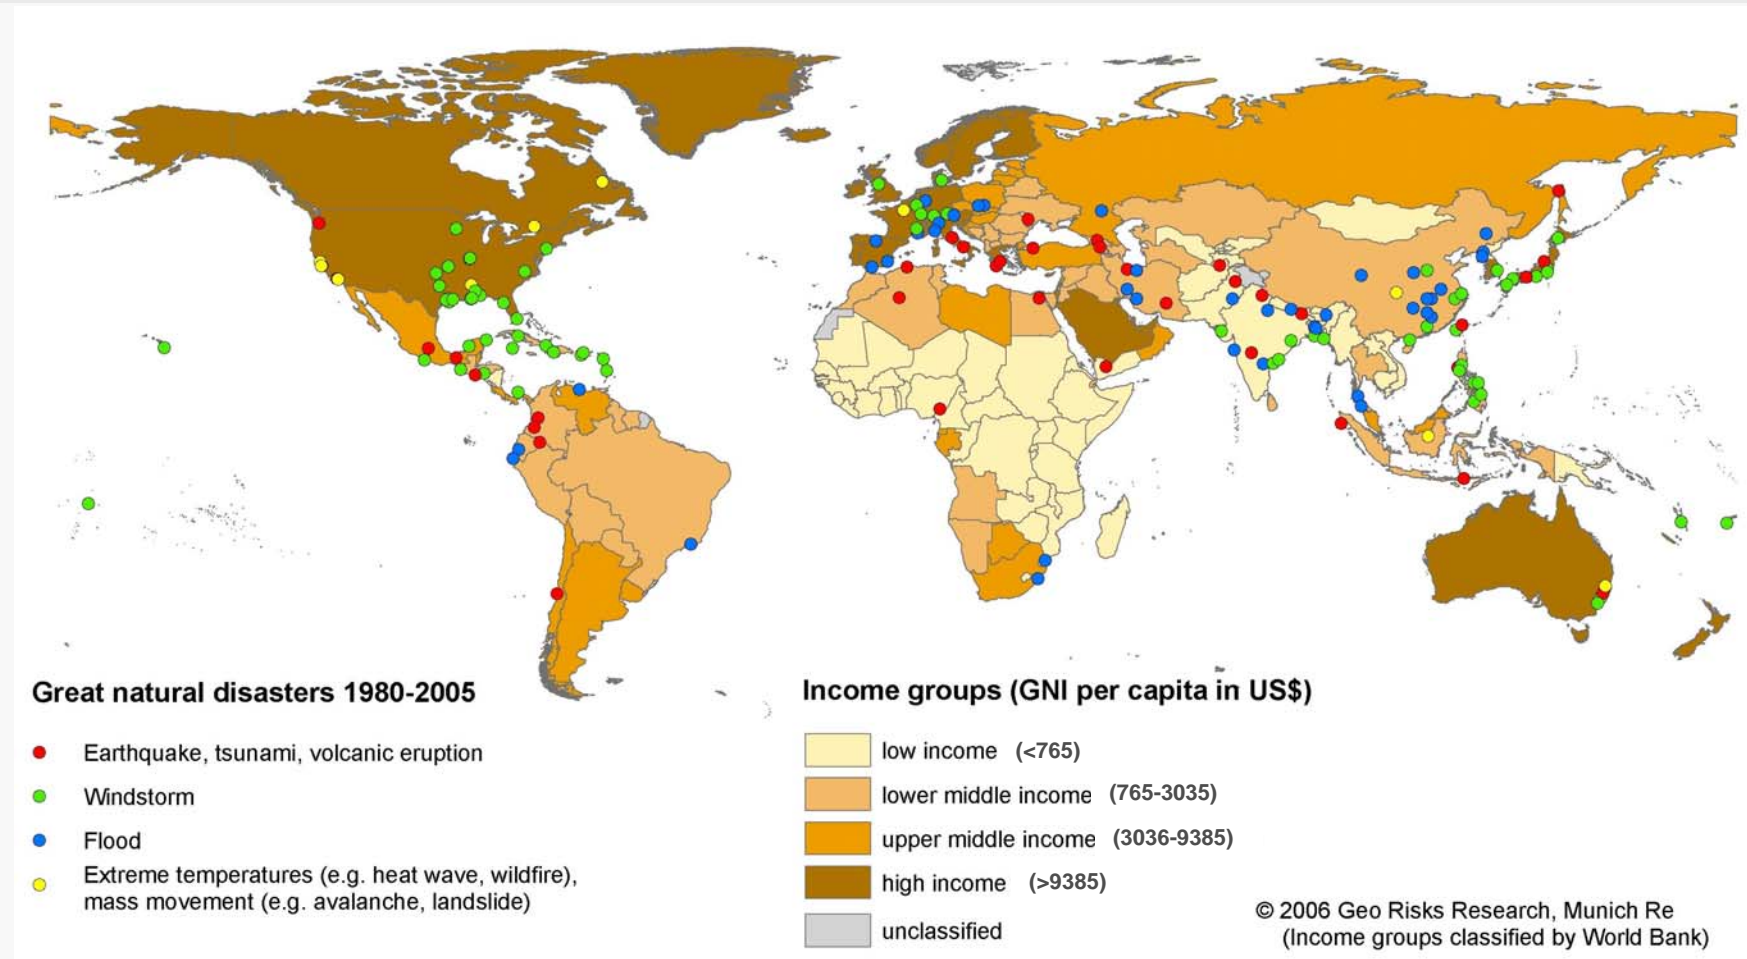 Great natural disasters 1980-2005
Earthquake, tsunami, volcanic eruption
Windstorm
Flood
Extreme temperatures (e.g. heat wave, wildfire),
mass movement (e.g. avalanche, landslide)
Income groups (GNI per capita in US$)
low income (<765)
lower middle income (765-3035)
upper middle income (3036-9385)
high income (>9385)
unclassified
© 2006 Geo Risks Research, Munich Re
(Income groups classified by World Bank)